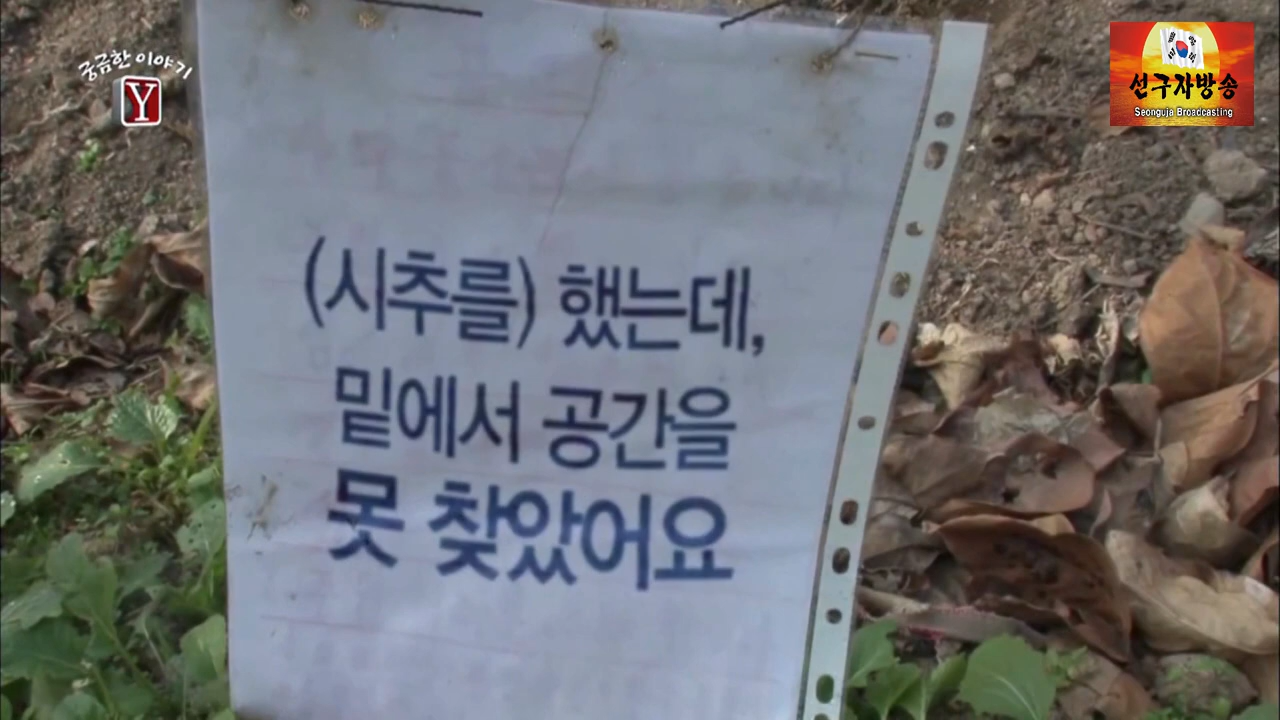 궁금한 이야기
Y
선구자방송
Seonguja Broadcasting
(시추를) 했는데,
밑에서 공간을
못 찾았어요